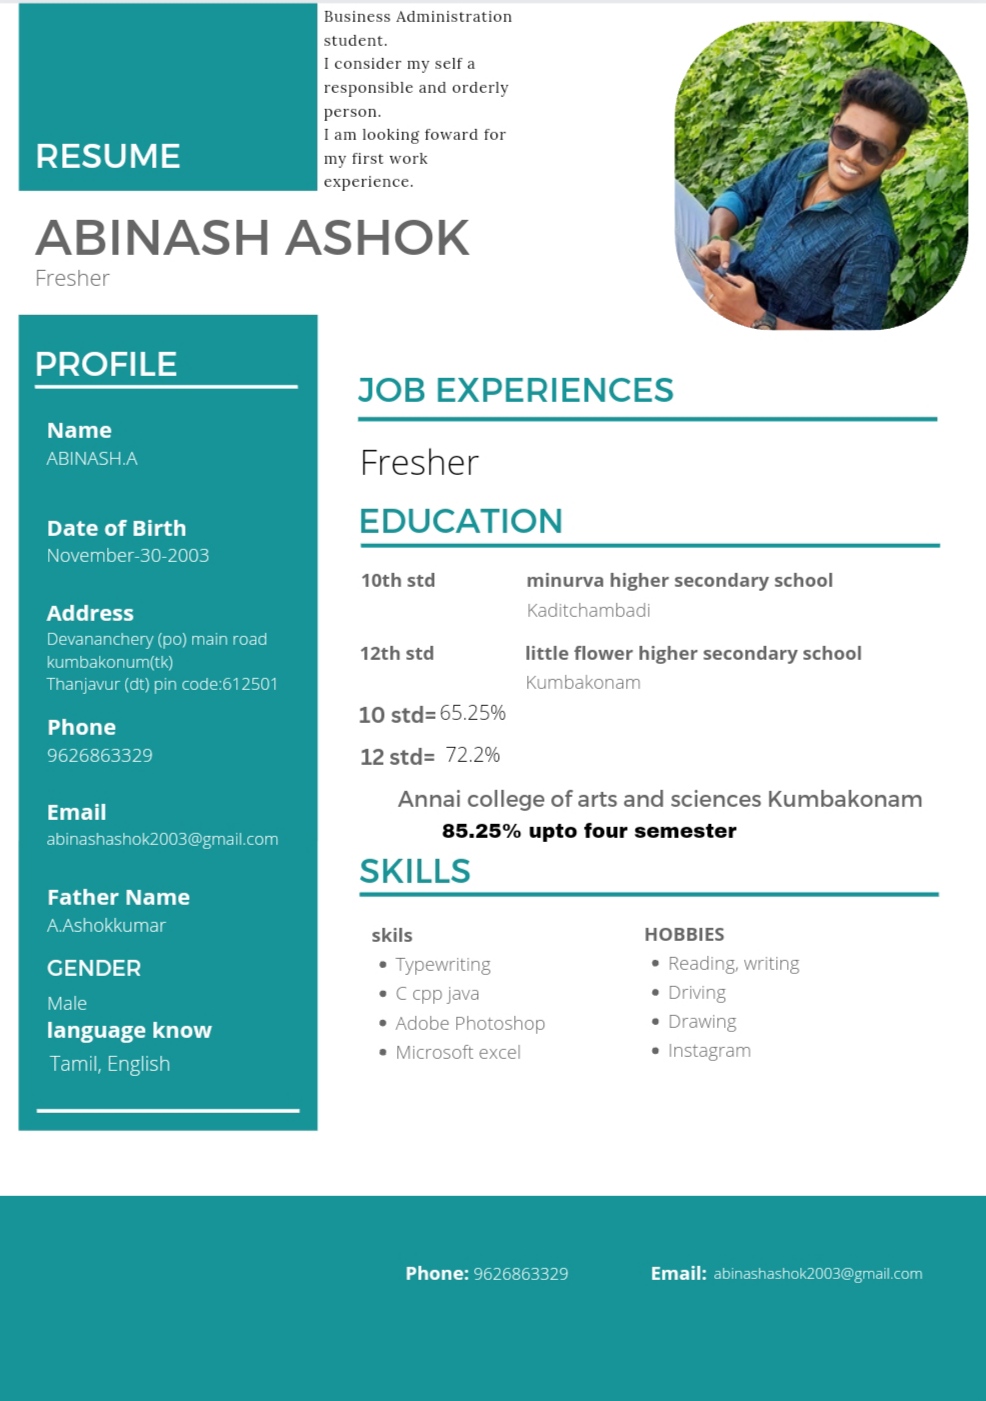 Business Administration
student.
I consider my self a
responsible and orderly
person.
I am looking foward for
my first work
experience.
RESUME
ABINASH ASHOK
Fresher
PROFILE
Name
ABINASH.A
Date of Birth
November-30-2003
Address
Devananchery (po) main road
kumbakonum(tk)
Thanjavur (dt) pin code:612501
Phone
9626863329
Email
abinashashok2003@gmail.com
Father Name
A.Ashokkumar
GENDER
Male
language know
Tamil, English
JOB EXPERIENCES
Fresher
EDUCATION
10th std minurva higher secondary school
Kaditchambadi
12th std little flower higher secondary school
Kumbakonam
10 std= 65.25%
12 std= 72.2%
Annai college of arts and sciences Kumbakonam
85.25% upto four semester
SKILLS
skils
• Typewriting
• C cpp java
• Adobe Photoshop
• Microsoft excel
HOBBIES
• Reading, writing
• Driving
• Drawing
• Instagram
Phone: 9626863329 Email: abinashashok2003@gmail.com